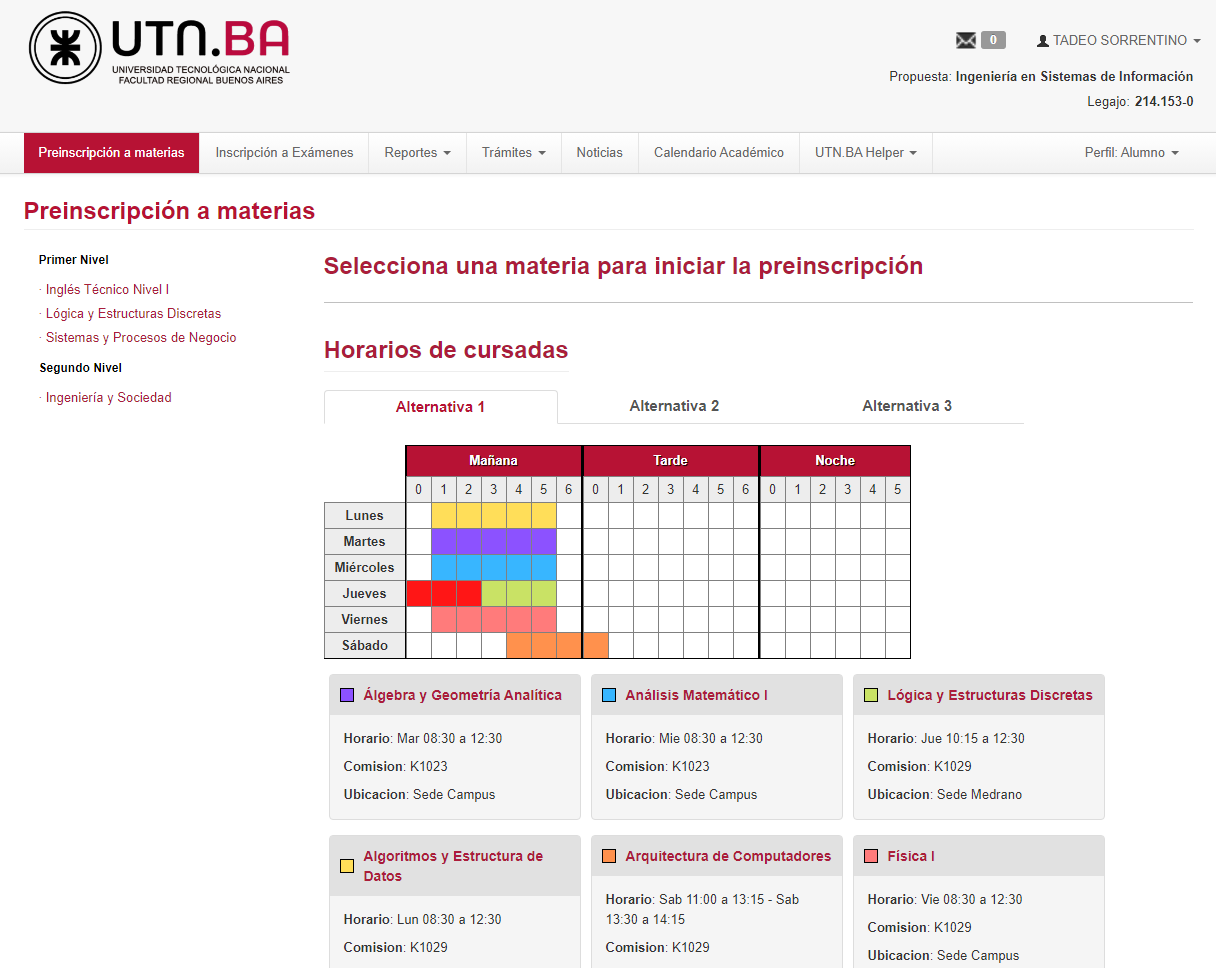 UTN.BA
UNIVERSIDAD TECNOLÓGICA NACIONAL
FACULTAD REGIONAL BUENOS AIRES
0
TADEO SORRENTINO
Propuesta: Ingeniería en Sistemas de Información
Legajo: 214.153-0
Preinscripción a materias Inscripción a Exámenes Reportes Trámites Noticias Calendario Académico UTN.BA Helper Perfil: Alumno
Preinscripción a materias
Primer Nivel
· Inglés Técnico Nivel I
· Lógica y Estructuras Discretas
· Sistemas y Procesos de Negocio
Segundo Nivel
· Ingeniería y Sociedad
Selecciona una materia para iniciar la preinscripción
Horarios de cursadas
Alternativa 1 Alternativa 2 Alternativa 3
Mañana Tarde Noche
0 1 2 3 4 5 6 0 1 2 3 4 5 6 0 1 2 3 4 5
Lunes
Martes
Miércoles
Jueves
Viernes
Sábado
Álgebra y Geometría Analítica
Horario: Mar 08:30 a 12:30
Comision: K1023
Ubicacion: Sede Campus
Análisis Matemático I
Horario: Mie 08:30 a 12:30
Comision: K1023
Ubicacion: Sede Campus
Lógica y Estructuras Discretas
Horario: Jue 10:15 a 12:30
Comision: K1029
Ubicacion: Sede Medrano
Algoritmos y Estructura de
Datos
Horario: Lun 08:30 a 12:30
Comision: K1029
Arquitectura de Computadores
Horario: Sab 11:00 a 13:15 - Sab
13:30 a 14:15
Comision: K1029
Física I
Horario: Vie 08:30 a 12:30
Comision: K1029
Ubicacion: Sede Campus